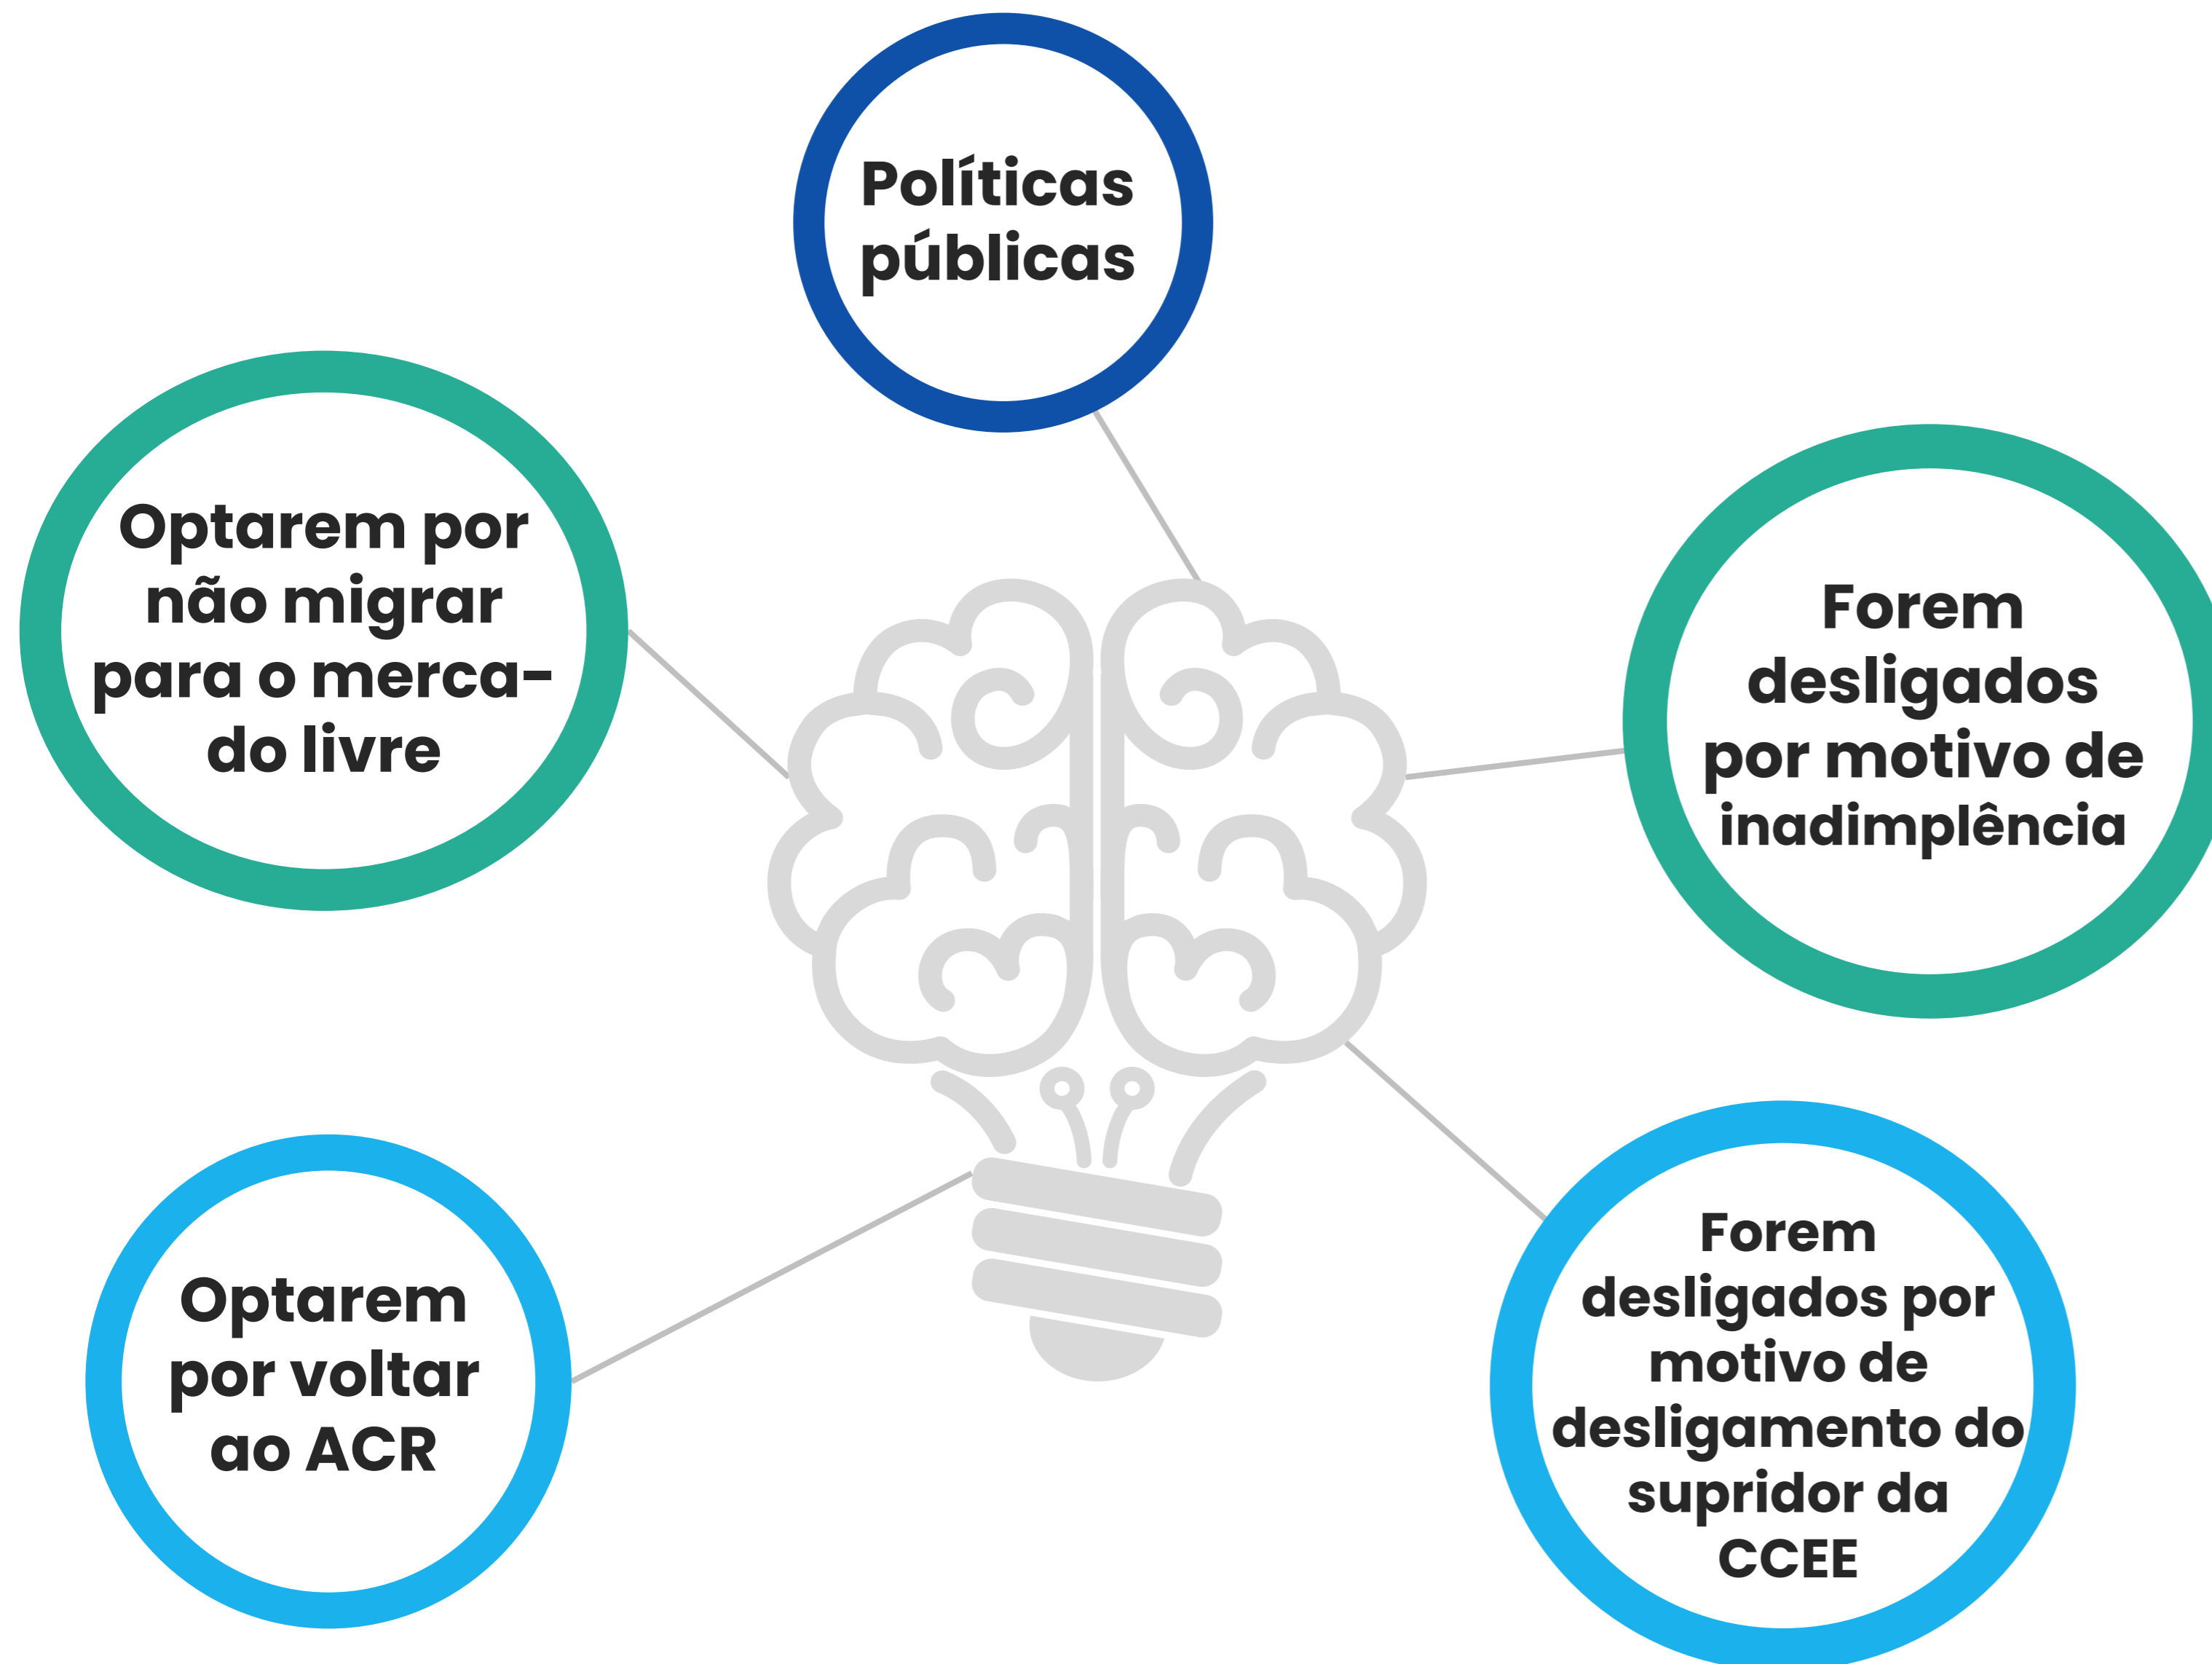 Políticas
públicas
Optarem por
não migrar
para o merca-
do livre
Forem
desligados
por motivo de
inadimplência
Optarem
por voltar
ao ACR
Forem
desligados por
motivo de
desligamento do
supridor da
CCEE